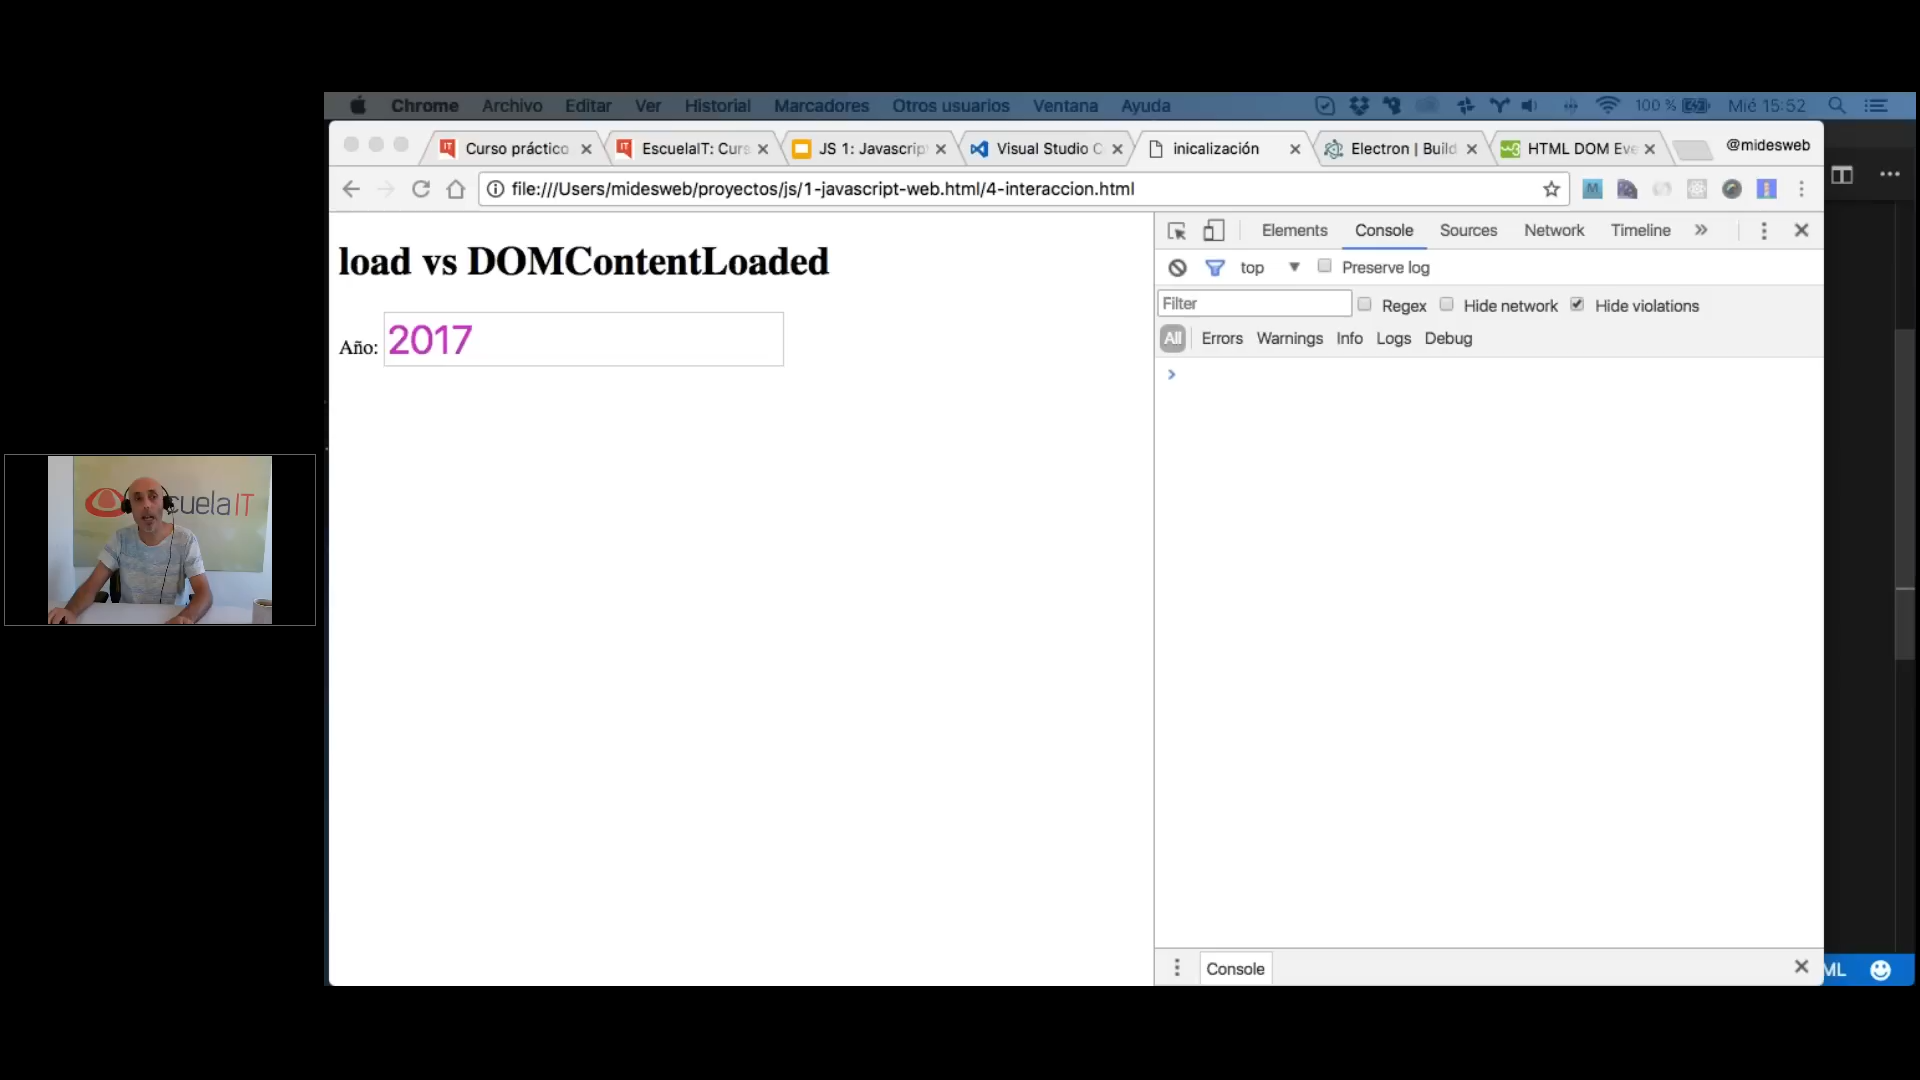 Chrome Archivo Editar Ver Historial Marcadores Otros usuarios Ventana Ayuda 100 % Mié 15:52
Curso práctico EscuelaIT: Curs JS 1: Javascrip Visual Studio C inicalización Electron | Build HTML DOM Eve @midesweb
file:///Users/midesweb/proyectos/js/1-javascript-web.html/4-interaccion.html
Elements Console Sources Network Timeline
top Preserve log
Filter Regex Hide network Hide violations
All Errors Warnings Info Logs Debug
load vs DOMContentLoaded
Año: 2017
cuelaIT
Console
ML